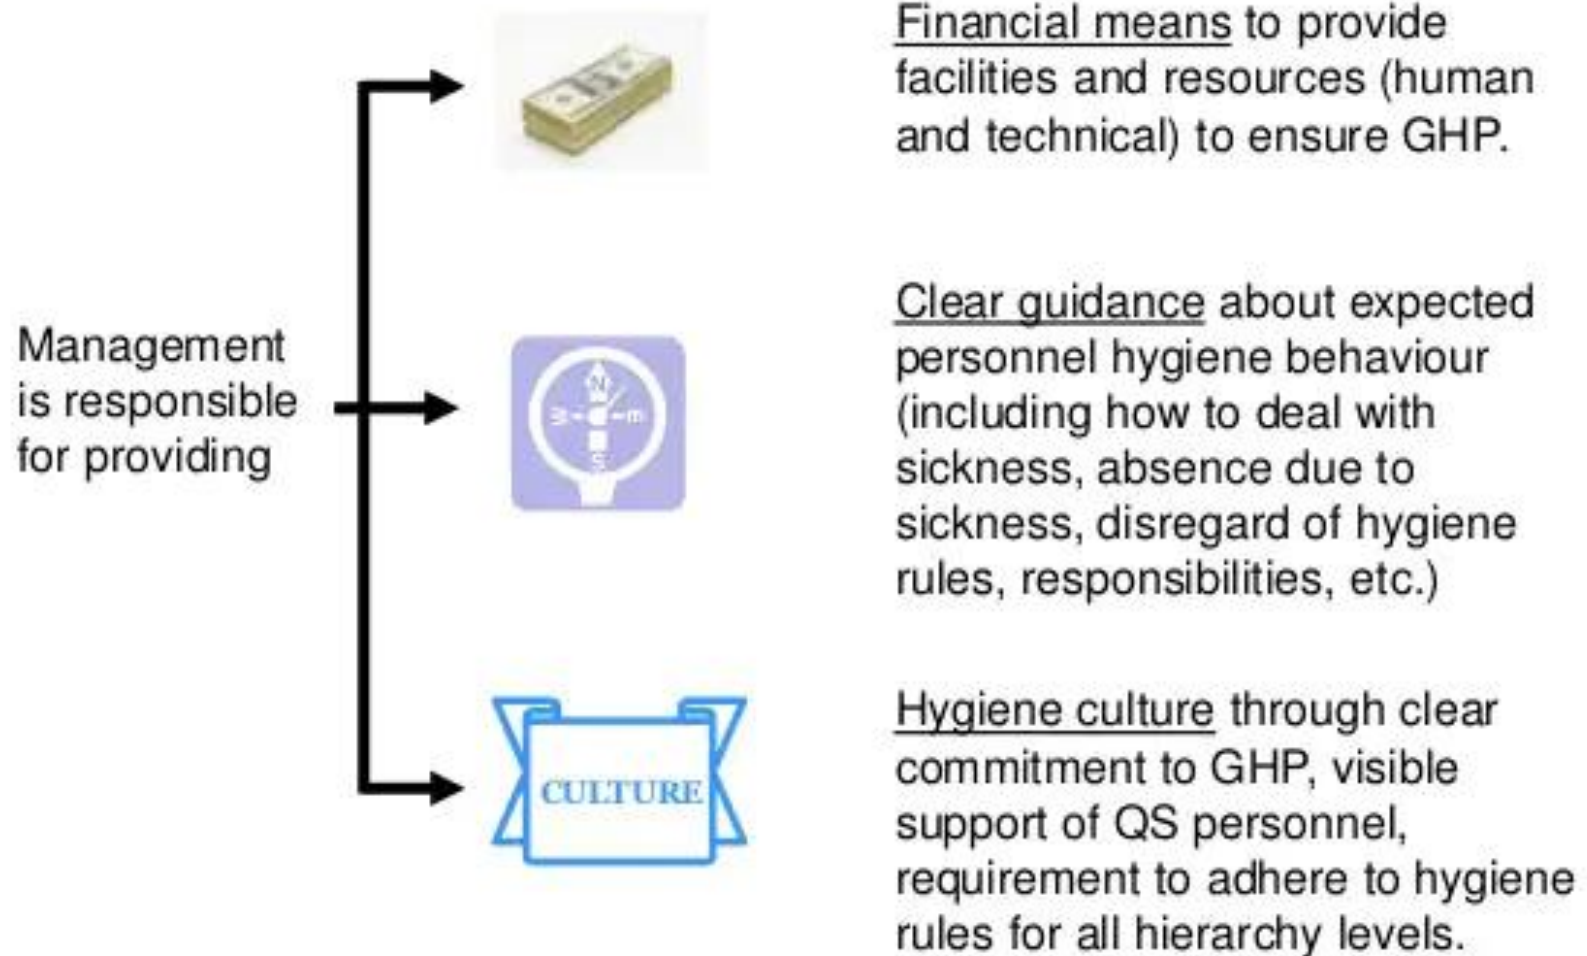 Management
is responsible
for providing
Financial means to provide
facilities and resources (human
and technical) to ensure GHP.
N
W
E
S
Clear guidance about expected
personnel hygiene behaviour
(including how to deal with
sickness, absence due to
sickness, disregard of hygiene
rules, responsibilities, etc.)
CULTURE
Hygiene culture through clear
commitment to GHP, visible
support of QS personnel,
requirement to adhere to hygiene
rules for all hierarchy levels.